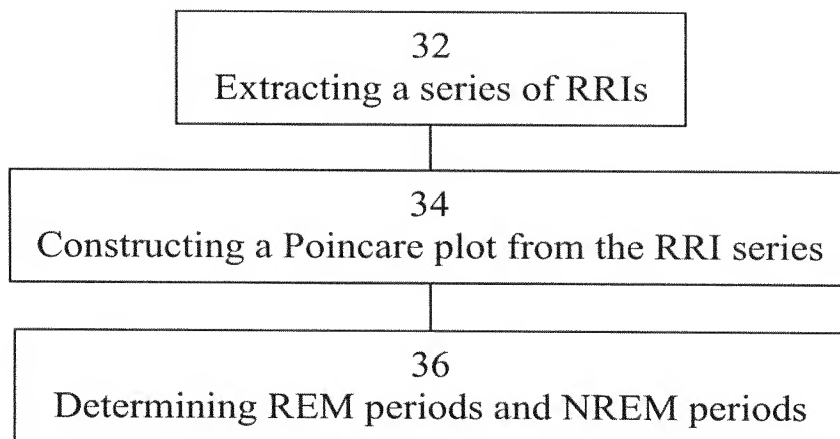 32
Extracting a series of RRIs
34
Constructing a Poincare plot from the RRI series
36
Determining REM periods and NREM periods